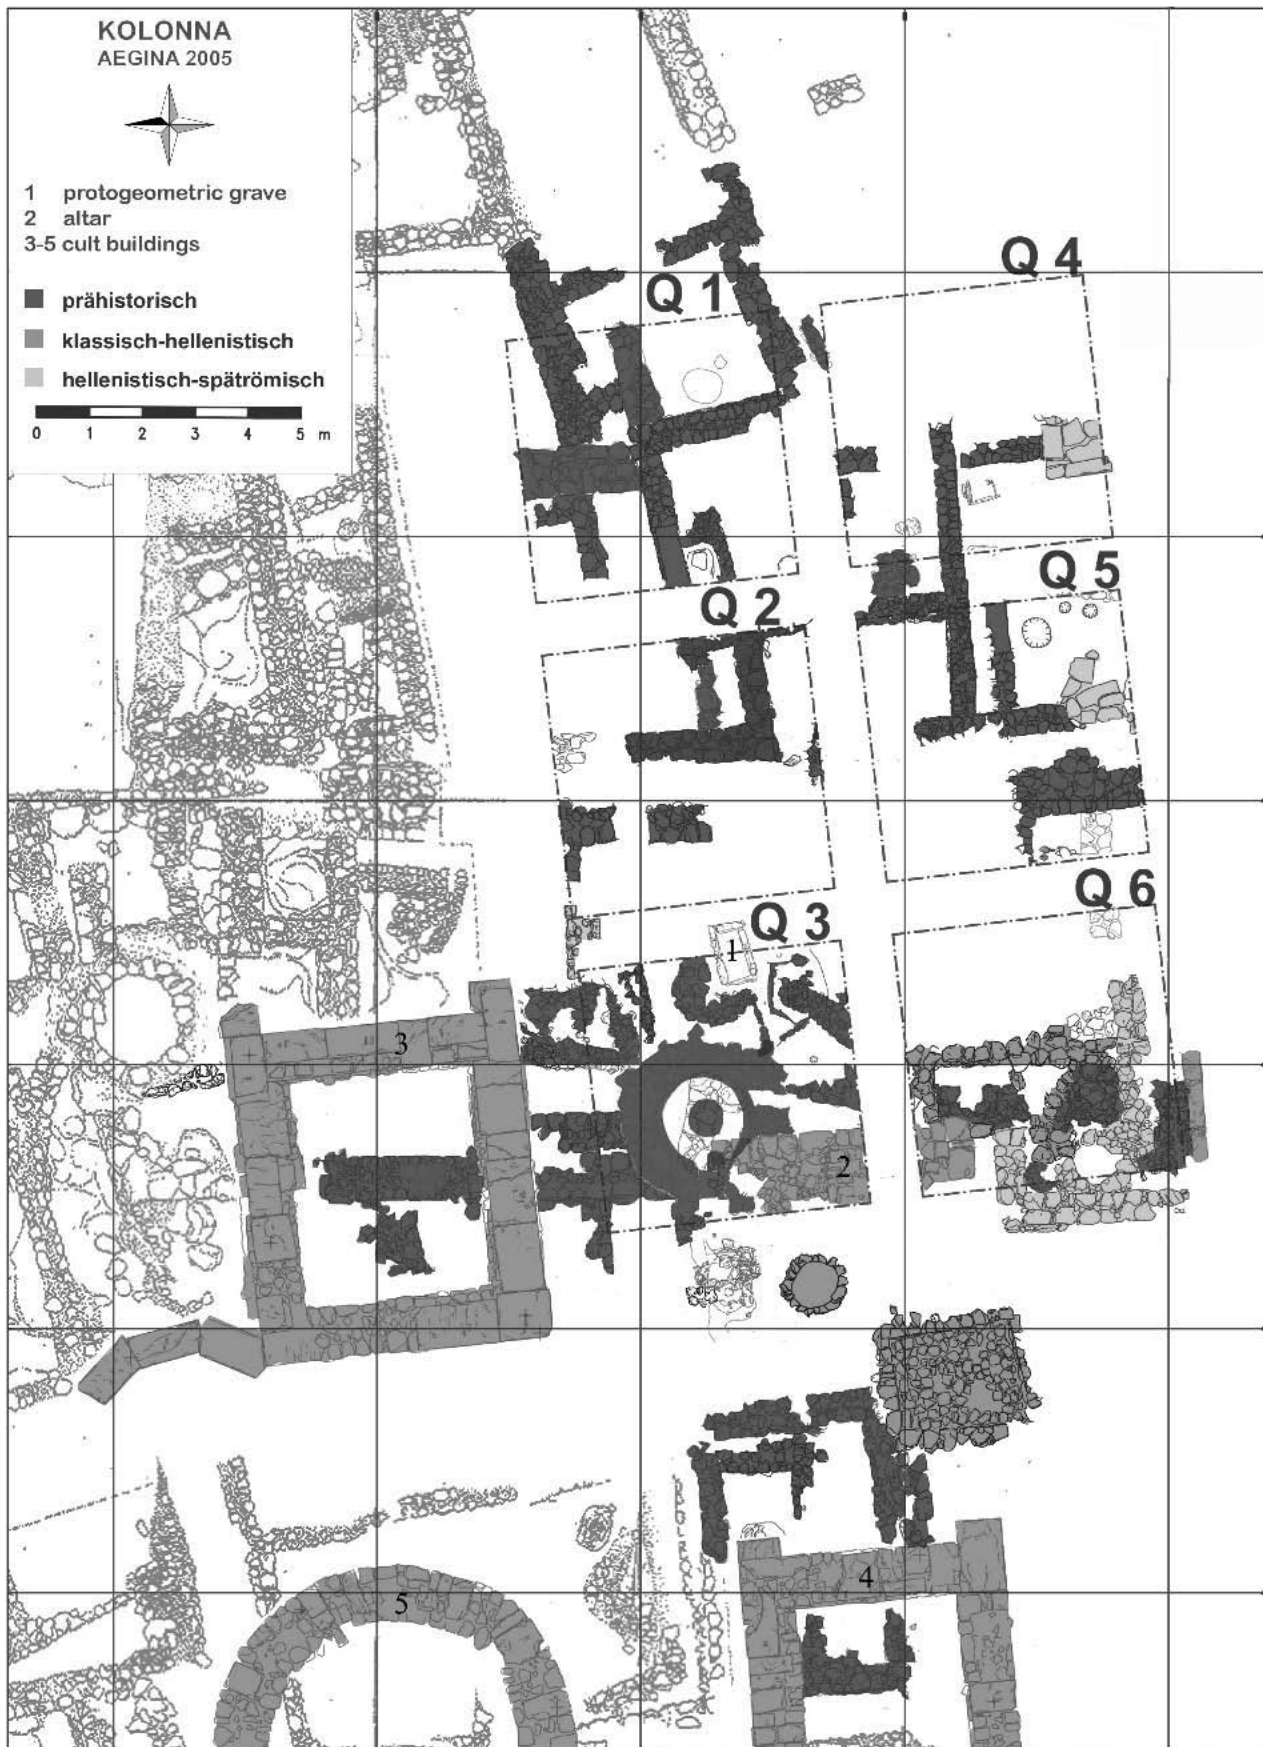 KOLONNA
AEGINA 2005
1 protogeometric grave
2 altar
3-5 cult buildings
prähistorisch
klassisch-hellenistisch
hellenistisch-spätrömisch
0 1 2 3 4 5 m
Q 4
Q 1
Q 5
Q 2
Q 6
Q 3
1
3
2
4
5